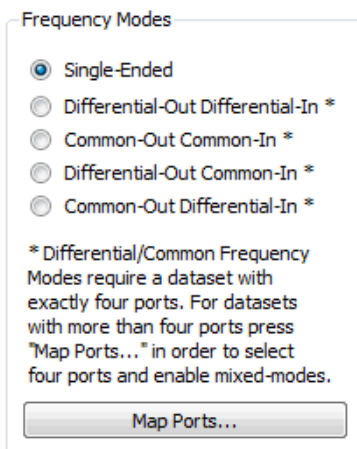 Frequency Modes
Single-Ended
Differential-Out Differential-In *
Common-Out Common-In *
Differential-Out Common-In *
Common-Out Differential-In *
* Differential/Common Frequency
Modes require a dataset with
exactly four ports. For datasets
with more than four ports press
"Map Ports..." in order to select
four ports and enable mixed-modes.
Map Ports...